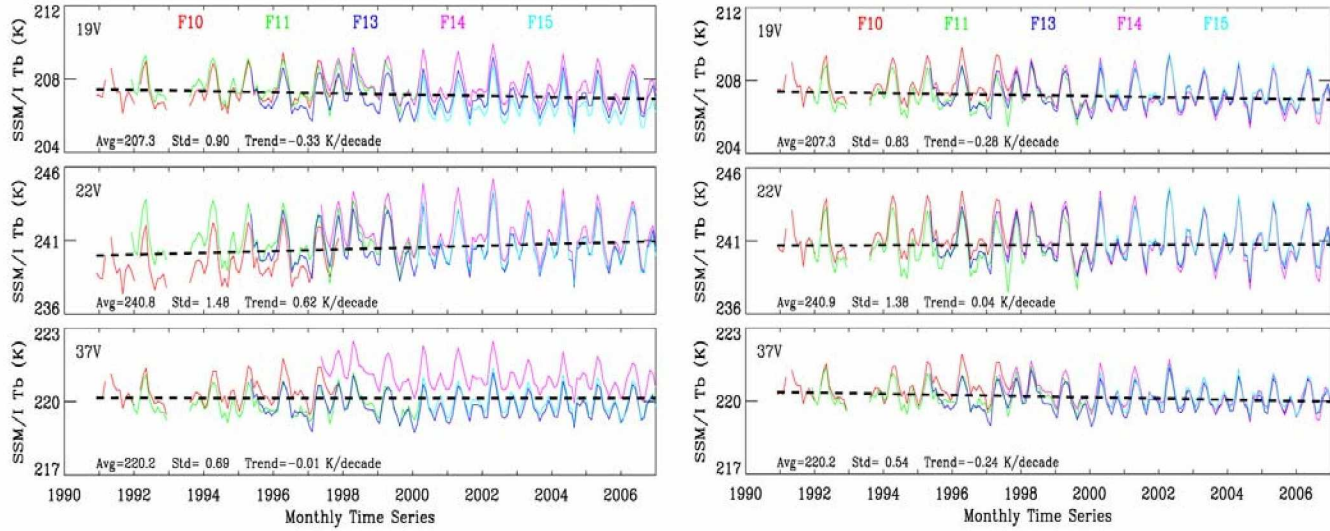 212
19V
F10 F11 F13 F14 F15
SSM/I Tb (K)
208
204
Avg=207.3 Std= 0.90 Trend=-0.33 K/decade
246
22V
SSM/I Tb (K)
241
236
Avg=240.8 Std= 1.48 Trend= 0.62 K/decade
223
37V
SSM/I Tb (K)
220
217
Avg=220.2 Std= 0.69 Trend=-0.01 K/decade
1990 1992 1994 1996 1998 2000 2002 2004 2006
Monthly Time Series
212
19V
F10 F11 F13 F14 F15
SSM/I Tb (K)
208
204
Avg=207.3 Std= 0.83 Trend=-0.28 K/decade
246
22V
SSM/I Tb (K)
241
236
Avg=240.9 Std= 1.38 Trend= 0.04 K/decade
223
37V
SSM/I Tb (K)
220
217
Avg=220.2 Std= 0.54 Trend=-0.24 K/decade
1990 1992 1994 1996 1998 2000 2002 2004 2006
Monthly Time Series